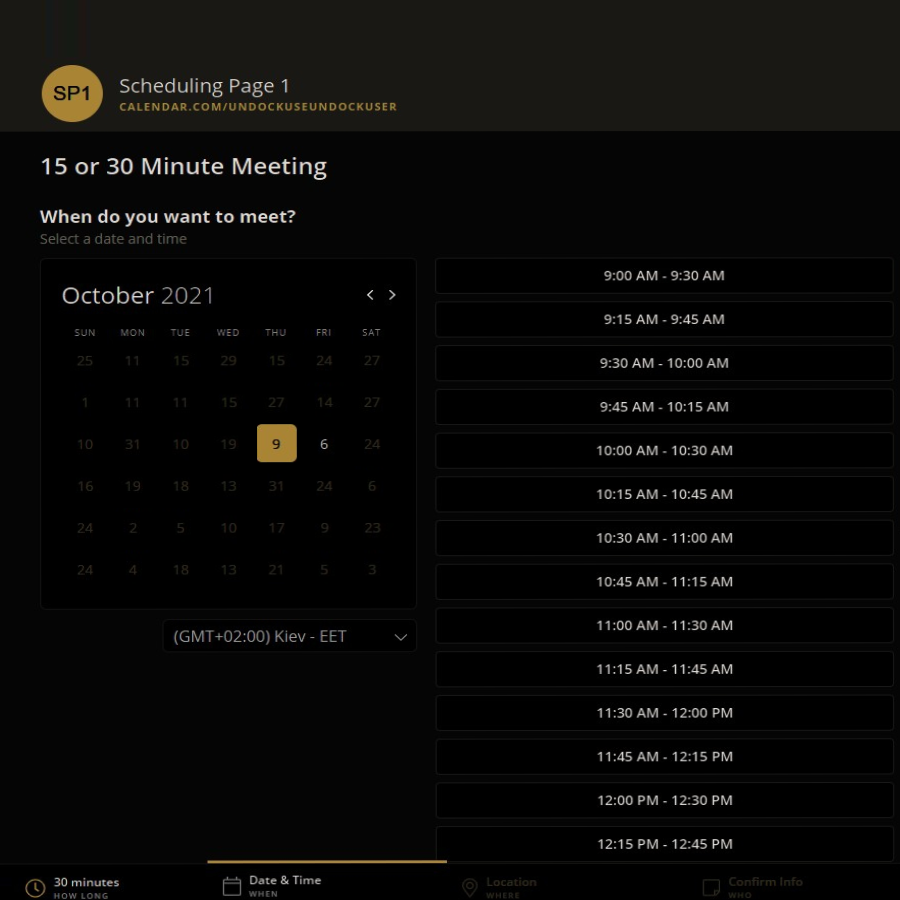 SP1
Scheduling Page 1
CALENDAR.COM/UNDOCKUSEUNDOCKUSER
15 or 30 Minute Meeting
When do you want to meet?
Select a date and time
October 2021
SUN MON TUE WED THU FRI SAT
25 11 15 29 15 24 27
1 11 11 15 27 14 27
10 31 10 19 9 6 24
16 19 18 13 31 24 6
24 2 5 10 17 9 23
24 4 18 13 21 5 3
(GMT+02:00) Kiev - EET
9:00 AM - 9:30 AM
9:15 AM - 9:45 AM
9:30 AM - 10:00 AM
9:45 AM - 10:15 AM
10:00 AM - 10:30 AM
10:15 AM - 10:45 AM
10:30 AM - 11:00 AM
10:45 AM - 11:15 AM
11:00 AM - 11:30 AM
11:15 AM - 11:45 AM
11:30 AM - 12:00 PM
11:45 AM - 12:15 PM
12:00 PM - 12:30 PM
12:15 PM - 12:45 PM
30 minutes
HOW LONG
Date & Time
WHEN
Location
WHERE
Confirm Info
WHO